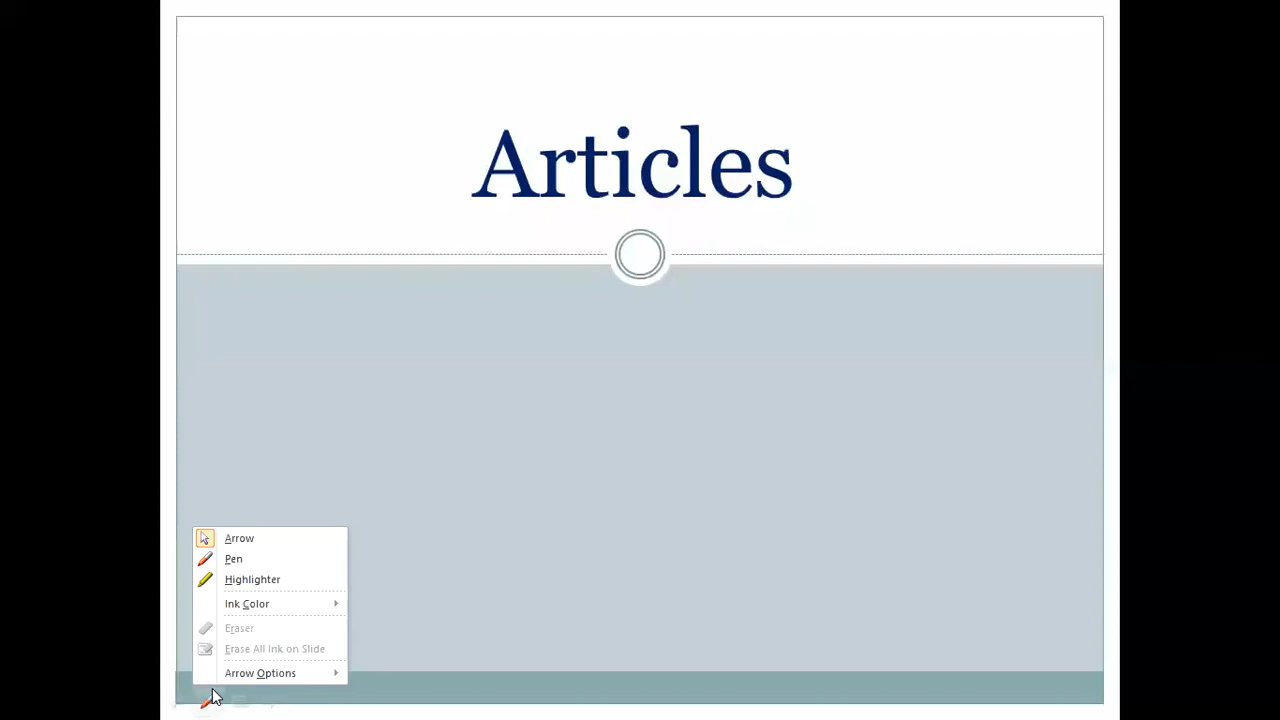 Articles
Arrow
Pen
Highlighter
Ink Color
Eraser
Erase All Ink on Slide
Arrow Options